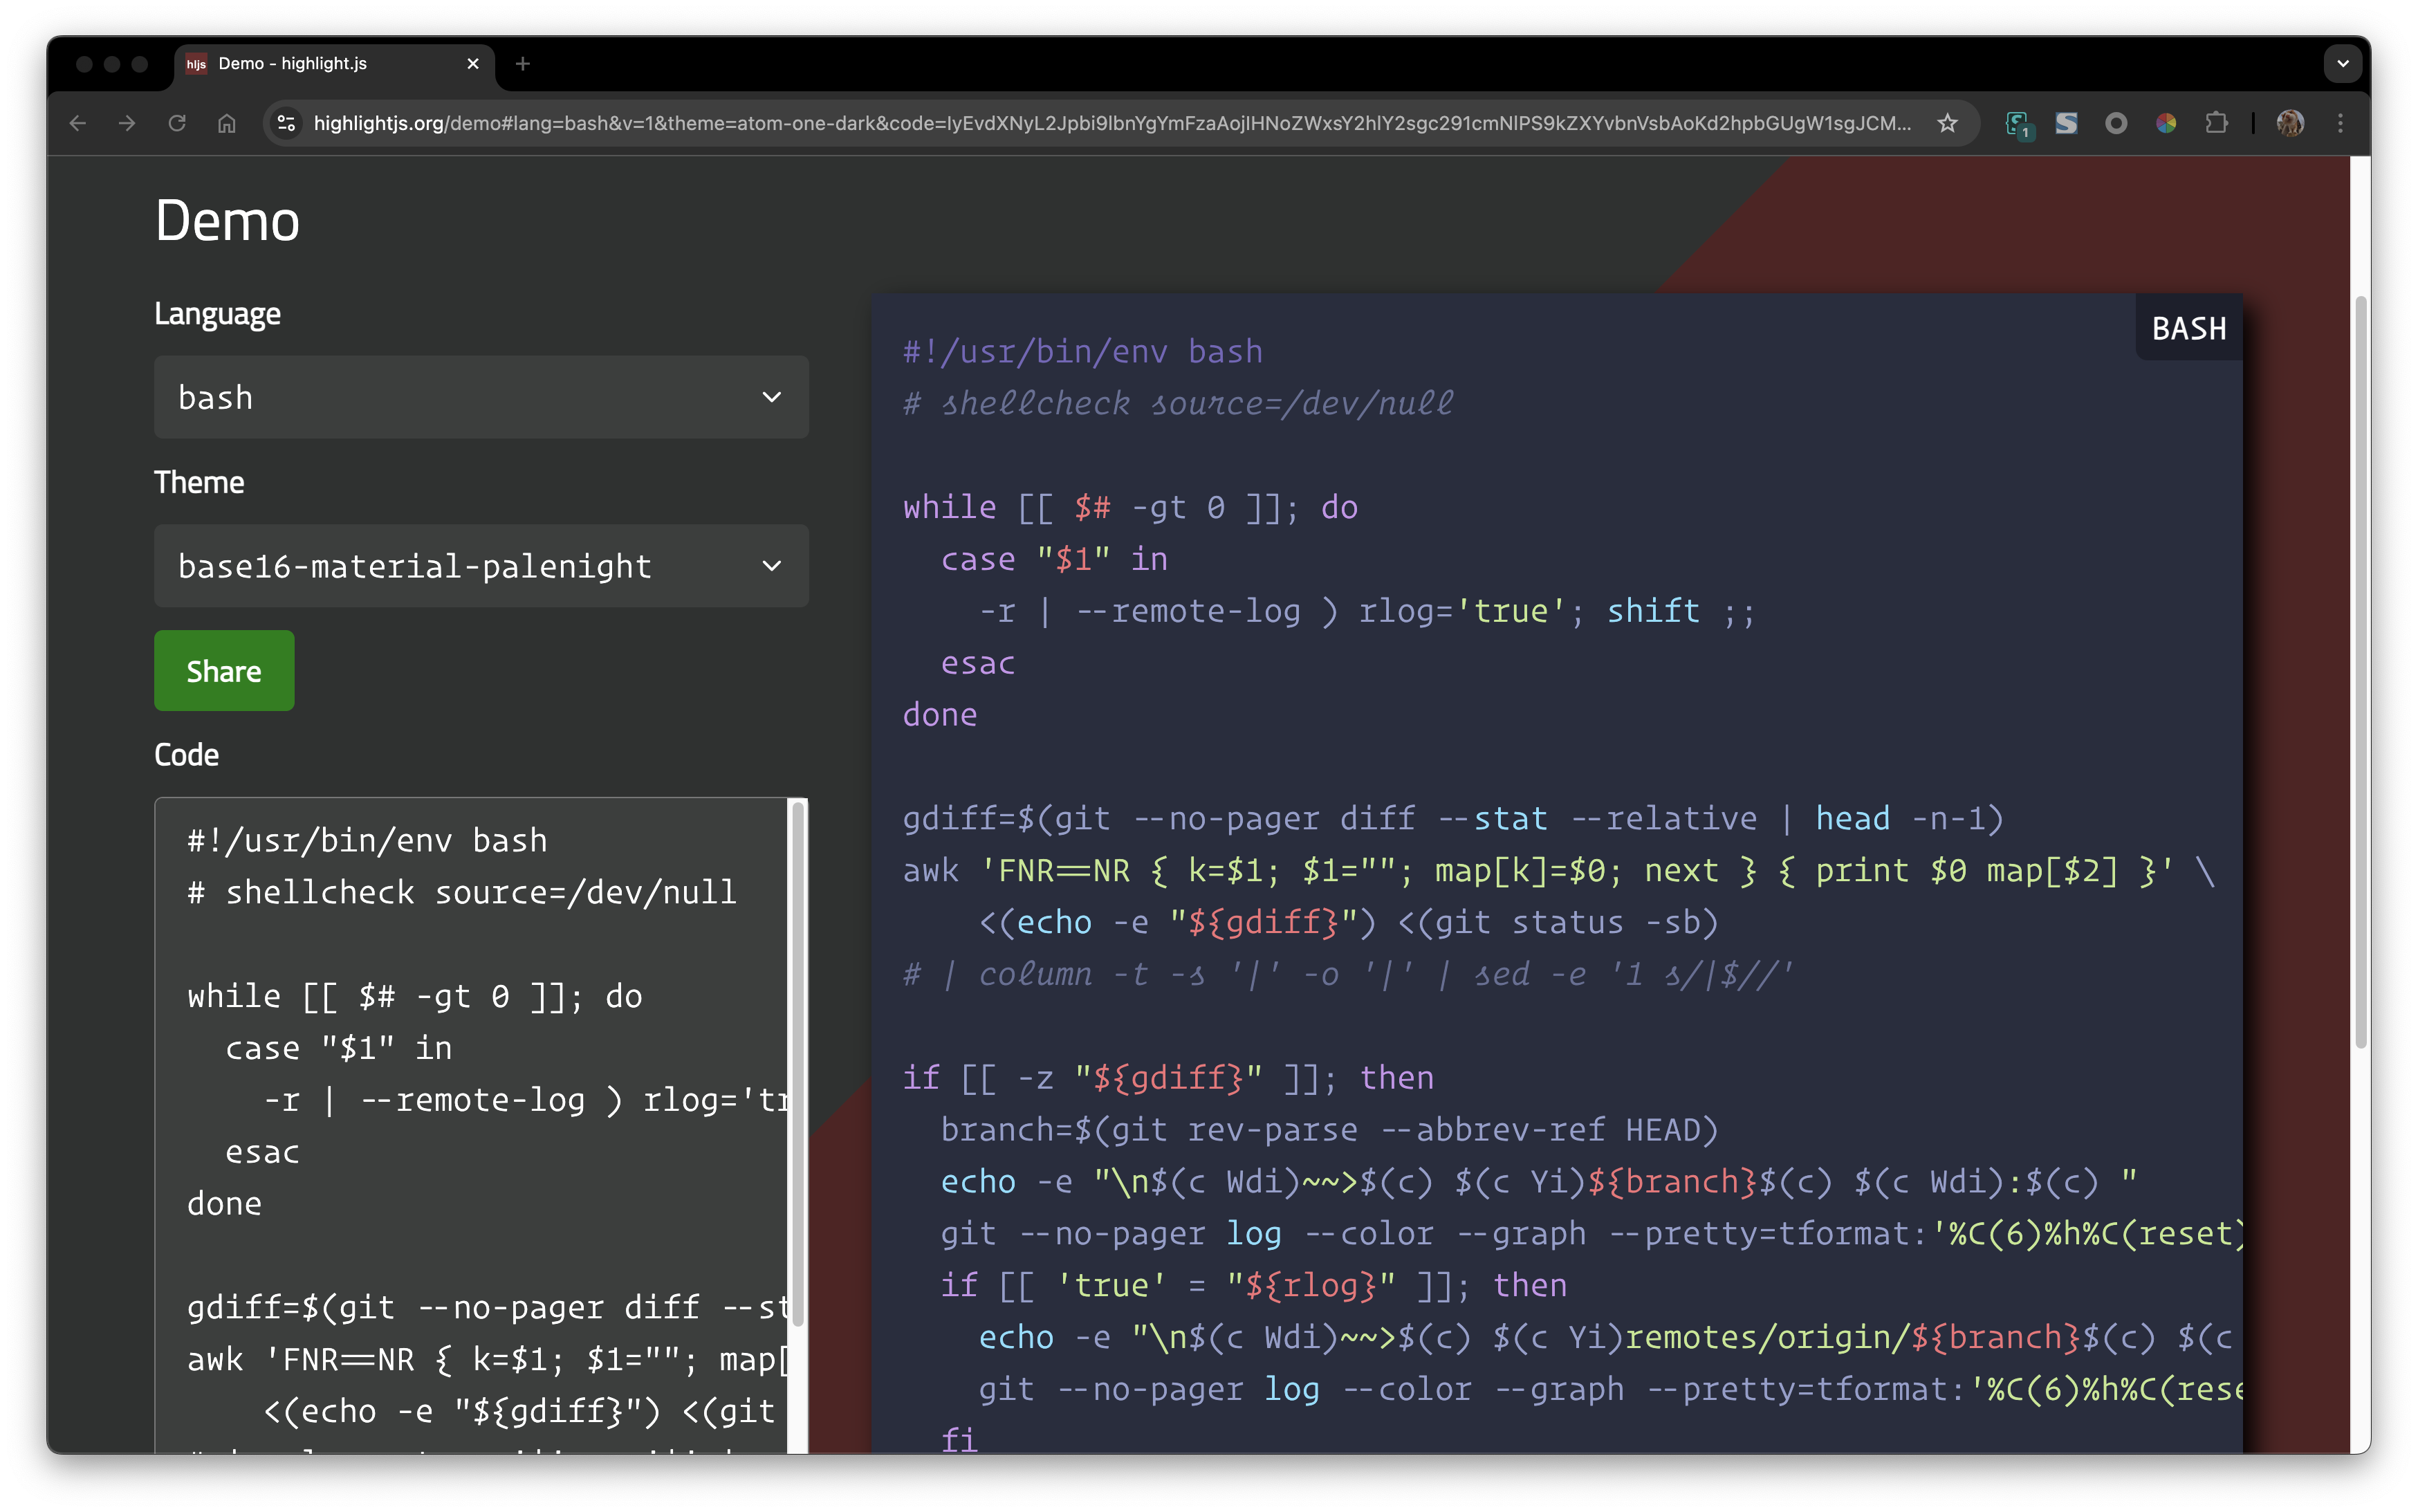 hljs Demo - highlight.js
highlightjs.org/demo#lang=bash&v=1&theme=atom-one-dark&code=
1
Demo
Language
bash
Theme
base16-material-palenight
Share
Code
#!/usr/bin/env bash
# shellcheck source=/dev/null
while [[ $# -gt 0 ]]; do
  case "$1" in
    -r | --remote-log ) rlog='tr
  esac
done
gdiff=$(git --no-pager diff --st
awk 'FNR==NR { k=$1; $1=""; map[
    <(echo -e "${gdiff}") <(git
BASH
#!/usr/bin/env bash
# shellcheck source=/dev/null
while [[ $# -gt 0 ]]; do
  case "$1" in
    -r | --remote-log ) rlog='true'; shift ;;
  esac
done
gdiff=$(git --no-pager diff --stat --relative | head -n-1)
awk 'FNR==NR { k=$1; $1=""; map[k]=$0; next } { print $0 map[$2] }' \
    <(echo -e "${gdiff}") <(git status -sb)
# | column -t -s '|' -o '|' | sed -e '1 s/|$//'
if [[ -z "${gdiff}" ]]; then
  branch=$(git rev-parse --abbrev-ref HEAD)
  echo -e "\n$(c Wdi)~~>$(c) $(c Yi)${branch}$(c) $(c Wdi):$(c) "
  git --no-pager log --color --graph --pretty=tformat:'%C(6)%h%C(reset)
  if [[ 'true' = "${rlog}" ]]; then
    echo -e "\n$(c Wdi)~~>$(c) $(c Yi)remotes/origin/${branch}$(c) $(c
    git --no-pager log --color --graph --pretty=tformat:'%C(6)%h%C(rese
  fi